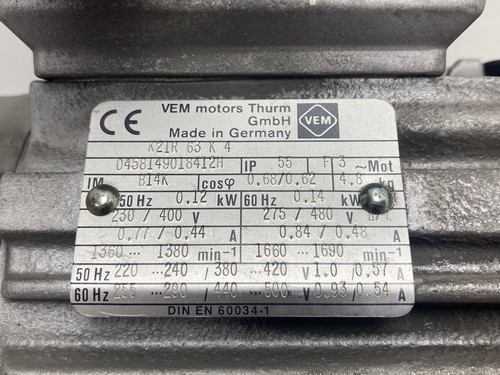 CE VEM motors Thurm
GmbH VEM
Made in Germany
K21R 63 K 4
0458149018412H IP 55 F 3 ~ Mot
IM B14K cosφ 0,68/0,62 4,8 kg
50 Hz 0,12 kW 60 Hz 0,14 kW
230 / 400 V 275 / 480 V
0,77 / 0,44 A 0,84 / 0,48 A
1360 ... 1380 min-1 1660 ... 1690 min-1
50 Hz 220 ...240 / 380 ...420 V 1.0 / 0,57 A
60 Hz 255 ...280 / 440 ...500 V 0,93 / 0,54 A
DIN EN 60034-1